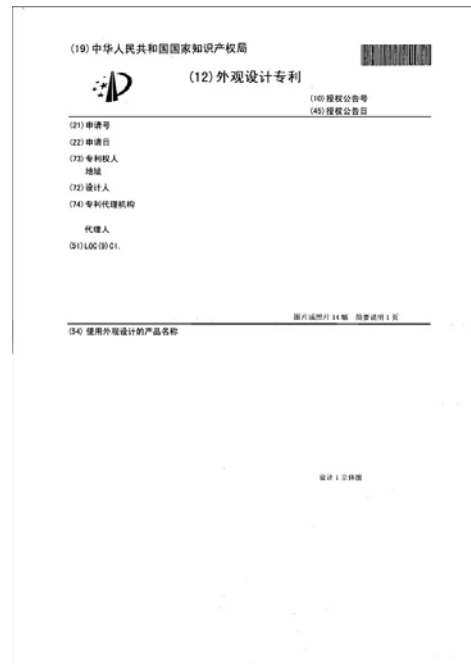 (19)中华人民共和国国家知识产权局
(12)外观设计专利
(10)授权公告号
(45)授权公告日
(21)申请号
(22)申请日
(73)专利权人
地址
(72)设计人
(74)专利代理机构
代理人
(51)LOC(9)Cl.
图片或照片 14 幅 简要说明 1 页
(54)使用外观设计的产品名称
设计 1 立体图